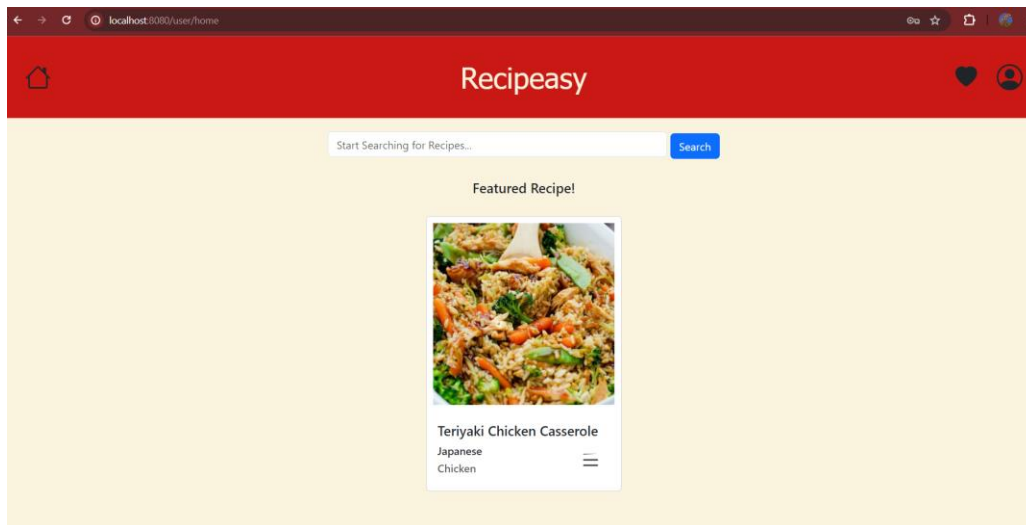 localhost:8080/user/home
Recipeasy
Start Searching for Recipes...
Search
Featured Recipe!
Teriyaki Chicken Casserole
Japanese
Chicken